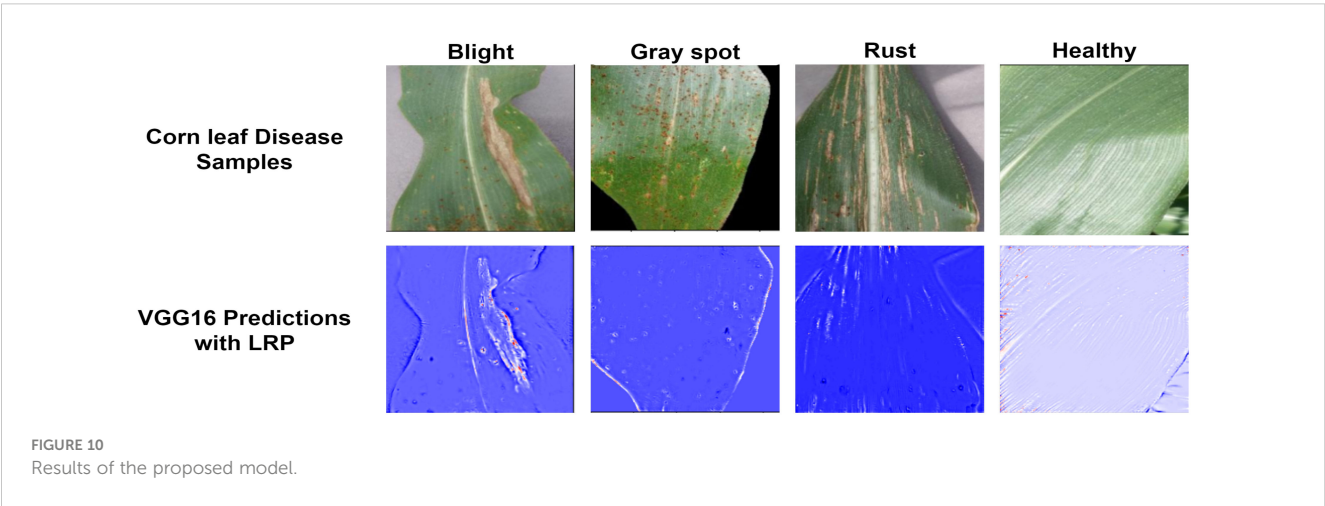 Blight
Gray spot
Rust
Healthy
Corn leaf Disease
Samples
VGG16 Predictions
with LRP
FIGURE 10
Results of the proposed model.